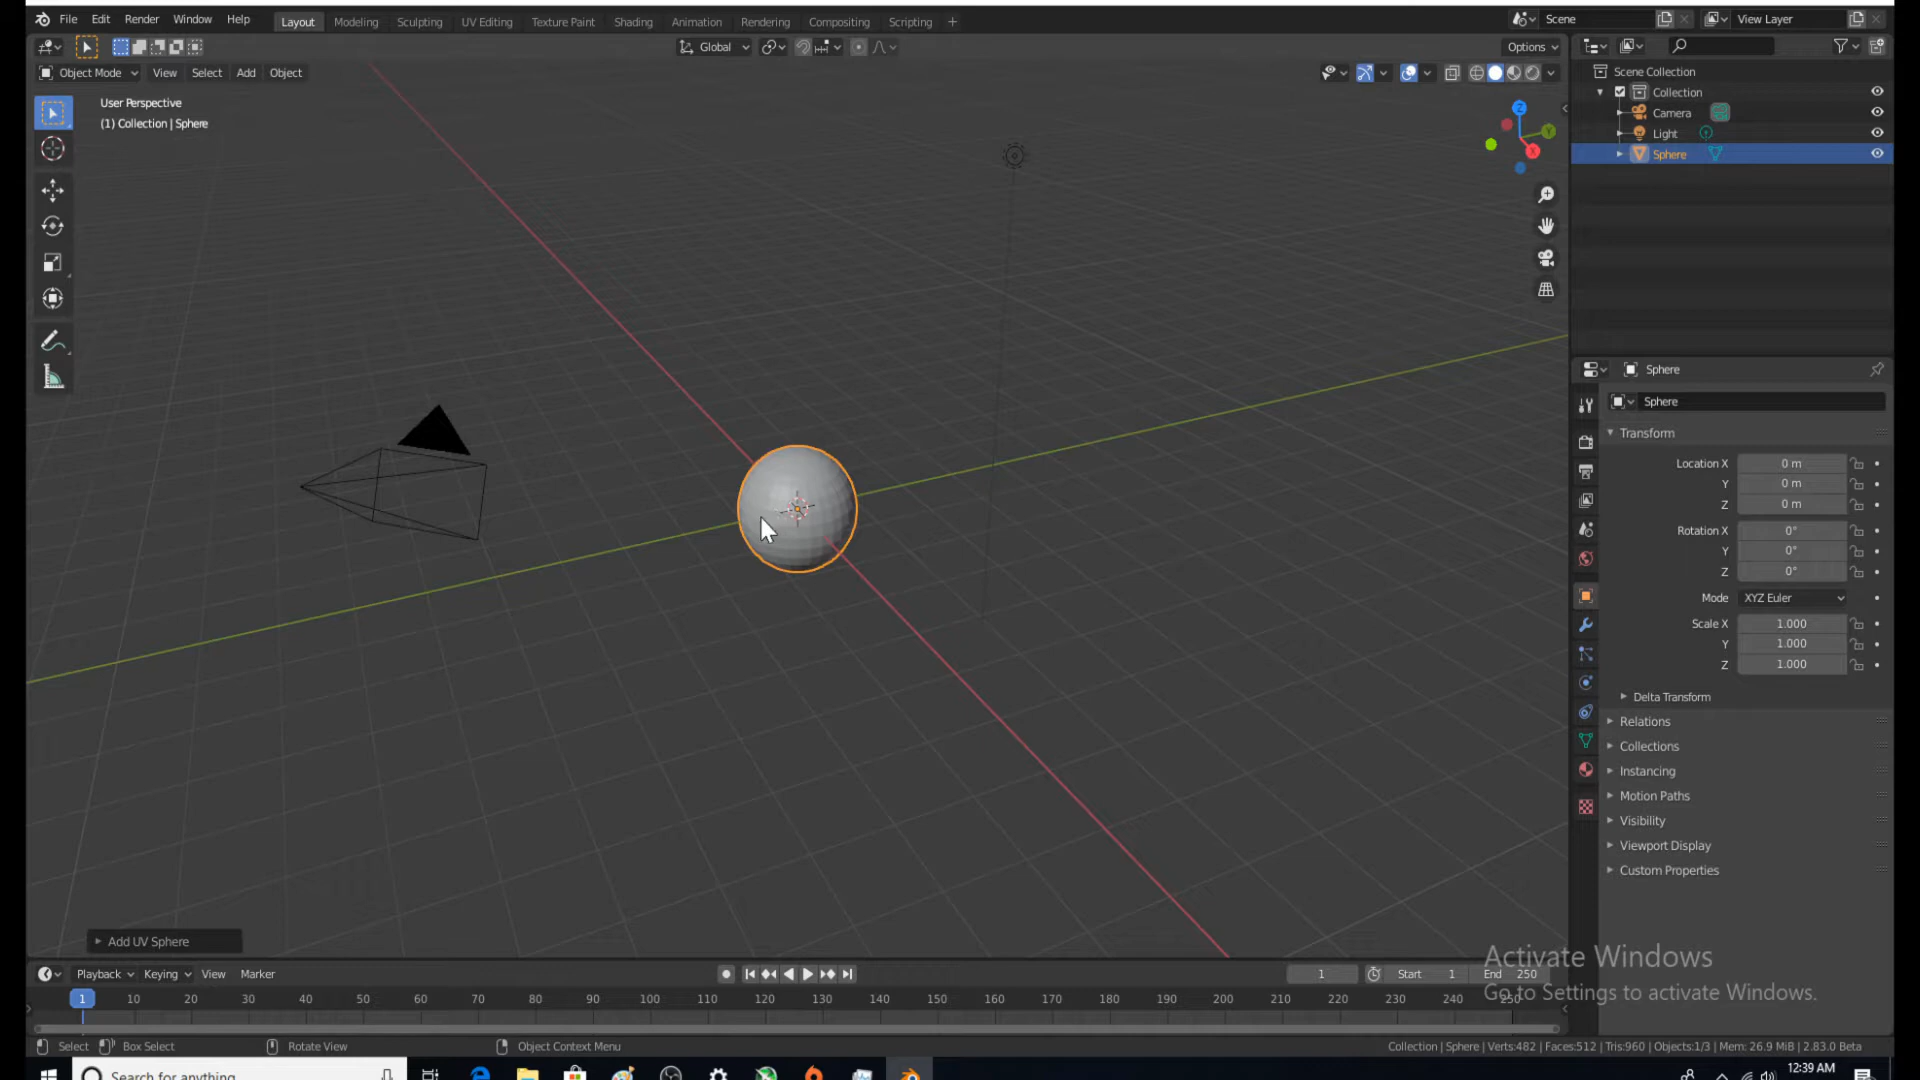 File Edit Render Window Help Layout Modeling Sculpting UV Editing Texture Paint Shading Animation Rendering Compositing Scripting + Scene View Layer
Global Options
Object Mode View Select Add Object
User Perspective
(1) Collection | Sphere
Z
Y
X
Scene Collection
Collection
Camera
Light
Sphere
Sphere
Sphere
Transform
Location X 0 m
Y 0 m
Z 0 m
Rotation X 0°
Y 0°
Z 0°
Mode XYZ Euler
Scale X 1.000
Y 1.000
Z 1.000
Delta Transform
Relations
Collections
Instancing
Motion Paths
Visibility
Viewport Display
Custom Properties
Add UV Sphere
Activate Windows
Go to Settings to activate Windows.
Playback Keying View Marker 1 Start 1 End 250
1 10 20 30 40 50 60 70 80 90 100 110 120 130 140 150 160 170 180 190 200 210 220 230 240 250
Select Box Select Rotate View Object Context Menu Collection | Sphere | Verts:482 | Faces:512 | Tris:960 | Objects:1/3 | Mem: 26.9 MiB | 2.83.0 Beta
Search for anything 12:39 AM